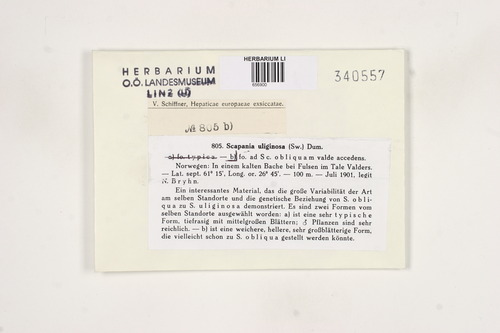 HERBARIUM
O.Ö. LANDESMUSEUM
LINZ (a/D)
HERBARIUM LI
656900
340557
V. Schiffner, Hepaticae europaeae exsiccatae.
№ 805 b)
805. Scapania uliginosa (Sw.) Dum.
a) fo. typica — b) fo. ad Sc. obliquam valde accedens.
Norwegen: In einem kalten Bache bei Fulsen im Tale Valders.
— Lat. sept. 61° 15', Long. or. 26° 45'. — 100 m. — Juli 1901, legit
N. Bryhn.
Ein interessantes Material, das die große Variabilität der Art
am selben Standorte und die genetische Beziehung von S. obli-
qua zu S. uliginosa demonstriert. Es sind zwei Formen vom
selben Standorte ausgewählt worden: a) ist eine sehr typische
Form, tiefrasig mit mittelgroßen Blättern; ♂ Pflanzen sind sehr
reichlich. — b) ist eine weichere, hellere, sehr großblätterige Form,
die vielleicht schon zu S. obliqua gestellt werden könnte.